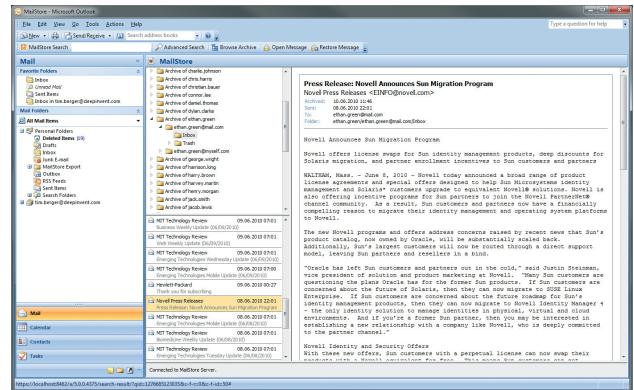 MailStore - Microsoft Outlook
File Edit View Go Tools Actions Help
Type a question for help
New Send/Receive Search address books
MailStore Search Advanced Search Browse Archive Open Message Restore Message
Mail
Favorite Folders
Inbox
Unread Mail
Sent Items
Inbox in tim.berger@deepinvent.com
Mail Folders
All Mail Items
Personal Folders
Deleted Items (19)
Drafts
Inbox
Junk E-mail
MailStore Export
Outbox
RSS Feeds
Sent Items
Search Folders
tim.berger@deepinvent.com
Mail
Calendar
Contacts
Tasks
MailStore
Archive of charlie.johnson
Archive of chris.harris
Archive of christian.bauer
Archive of connor.lee
Archive of daniel.thomas
Archive of dylan.clarke
Archive of ethan.green
ethan.green@mail.com
Inbox
Trash
ethan.green@myself.com
Archive of george.wright
Archive of harrison.king
Archive of harry.brown
Archive of harvey.martin
Archive of henry.morgan
Archive of jack.smith
Archive of jacob.lewis
MIT Technology Review 09.06.2010 07:01
Business Weekly Update (06/09/2010)
MIT Technology Review 09.06.2010 07:01
Web Weekly Update (06/09/2010)
MIT Technology Review 09.06.2010 07:01
Emerging Technologies Wednesday Update (06/09/2010)
MIT Technology Review 09.06.2010 07:00
Emerging Technologies Mobile Update (06/09/2010)
Hewlett-Packard 09.06.2010 00:27
Thank you for subscribing
Novell Press Releases 08.06.2010 22:01
Press Release: Novell Announces Sun Migration Program
MIT Technology Review 08.06.2010 07:01
Emerging Technologies Mobile Update (06/08/2010)
MIT Technology Review 08.06.2010 07:01
Biomedicine Weekly Update (06/08/2010)
MIT Technology Review 08.06.2010 07:01
Emerging Technologies Tuesday Update (06/08/2010)
Connected to MailStore Server.
Press Release: Novell Announces Sun Migration Program
Novell Press Releases <EINFO@novell.com>
Archived: 10.06.2010 11:46
Sent: 08.06.2010 22:01
To: ethan.green@mail.com
Folder: ethan.green/ethan.green@mail.com/Inbox
Novell Announces Sun Migration Program
Novell offers license swaps for Sun identity management products, deep discounts for
Solaris migration, and partner enrollment incentives to Sun customers and partners
WALTHAM, Mass. - June 8, 2010 - Novell today announced a broad range of product
license agreements and special offers designed to help Sun Microsystems identity
management and Solaris* customers upgrade to equivalent Novell® solutions. Novell is
also offering incentive programs for Sun partners to join the Novell PartnerNet®
channel community. As a result, Sun customers and partners now have a financially
compelling reason to migrate their identity management and operating system platforms
to Novell.
The new Novell programs and offers address concerns raised by recent news that Sun's
product catalog, now owned by Oracle, will be substantially scaled back.
Additionally, Sun's largest customers will now be routed through a direct support
model, leaving Sun partners and resellers in a bind.
"Oracle has left Sun customers and partners out in the cold," said Justin Steinman,
vice president of solution and product marketing at Novell. "Many Sun customers are
questioning the plans Oracle has for the former Sun products. If Sun customers are
concerned about the future of Solaris, then they can now migrate to SUSE Linux
Enterprise. If Sun customers are concerned about the future roadmap for Sun's
identity management products, then they can now migrate to Novell Identity Manager 4
- the only identity solution to manage identities in physical, virtual and cloud
environments. And if you're a former Sun partner, then you may be interested in
establishing a new relationship with a company like Novell, who is deeply committed
to the partner channel."
Novell Identity and Security Offers
With these new offers, Sun customers with a perpetual license can now swap their